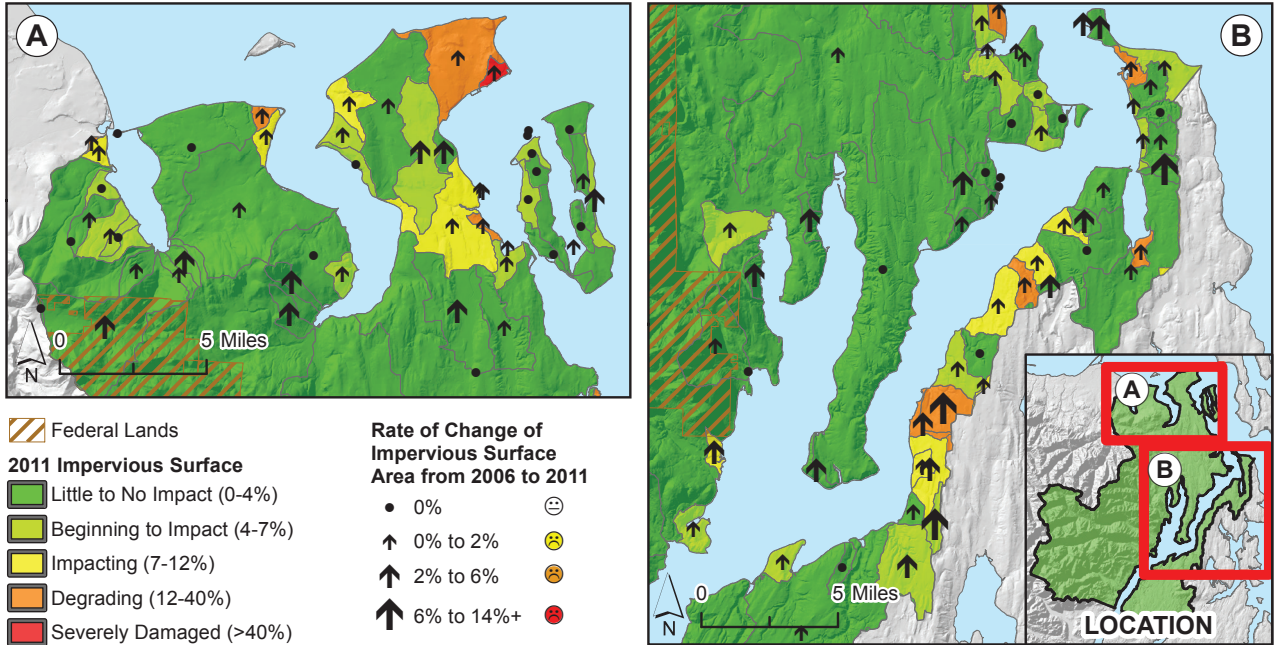 A
0
5 Miles
N
B
0
5 Miles
N
A
B
LOCATION
Federal Lands
2011 Impervious Surface
Little to No Impact (0-4%)
Beginning to Impact (4-7%)
Impacting (7-12%)
Degrading (12-40%)
Severely Damaged (>40%)
Rate of Change of
Impervious Surface
Area from 2006 to 2011
0%
0% to 2%
2% to 6%
6% to 14%+